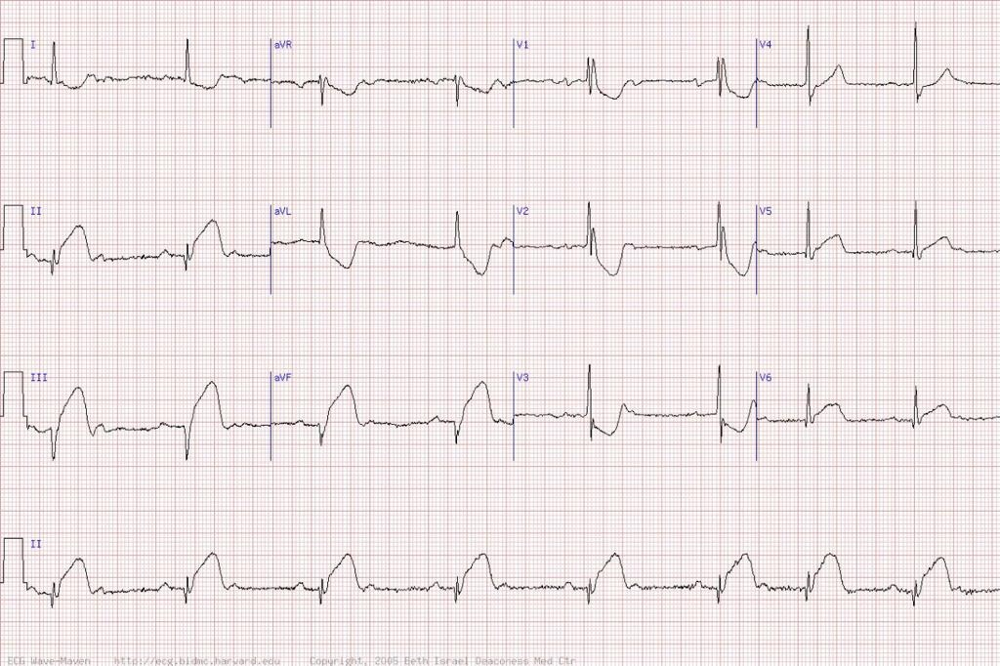 I aVR V1 V4
II aVL V2 V5
III aVF V3 V6
II
ECG Wave-Maven http://ecg.bidmc.harvard.edu Copyright, 2005 Beth Israel Deaconess Med Ctr